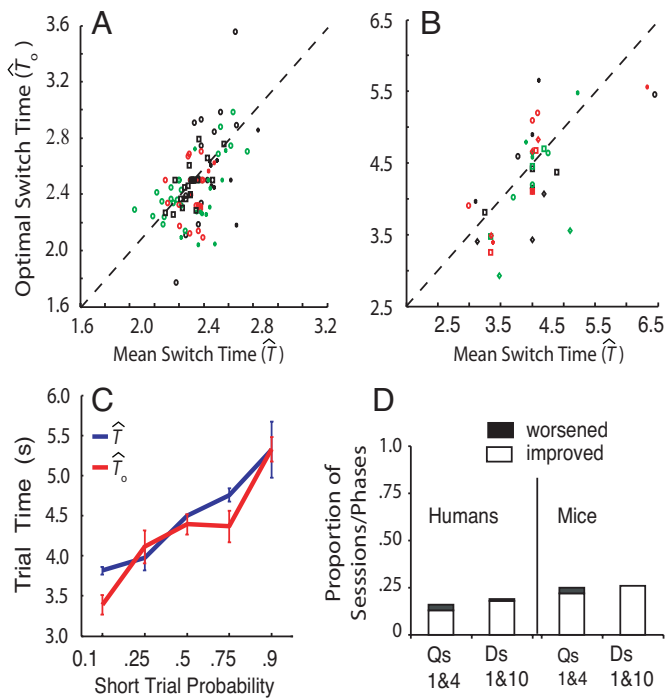 A
Optimal Switch Time (T̂ₒ)
3.6
3.2
2.8
2.4
2.0
1.6
1.6 2.0 2.4 2.8 3.2
Mean Switch Time (T̂)
B
6.5
5.5
4.5
3.5
2.5
2.5 3.5 4.5 5.5 6.5
Mean Switch Time (T̂)
C
Trial Time (s)
6.0
5.5
5.0
4.5
4.0
3.5
3.0
T̂
T̂ₒ
0.1 .25 .5 .75 .9
Short Trial Probability
D
worsened
improved
Proportion of
Sesssions/Phases
1.0
.75
.50
.25
0
Humans Mice
Qs Ds Qs Ds
1&4 1&10 1&4 1&10